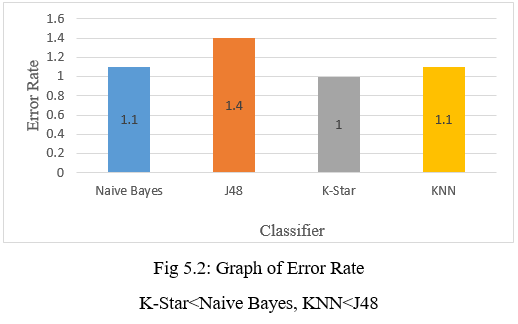 1.6
1.4
1.2
1
0.8
0.6
0.4
0.2
0
Error Rate
1.1
1.4
1
1.1
Naive Bayes J48 K-Star KNN
Classifier
Fig 5.2: Graph of Error Rate
K-Star<Naive Bayes, KNN<J48